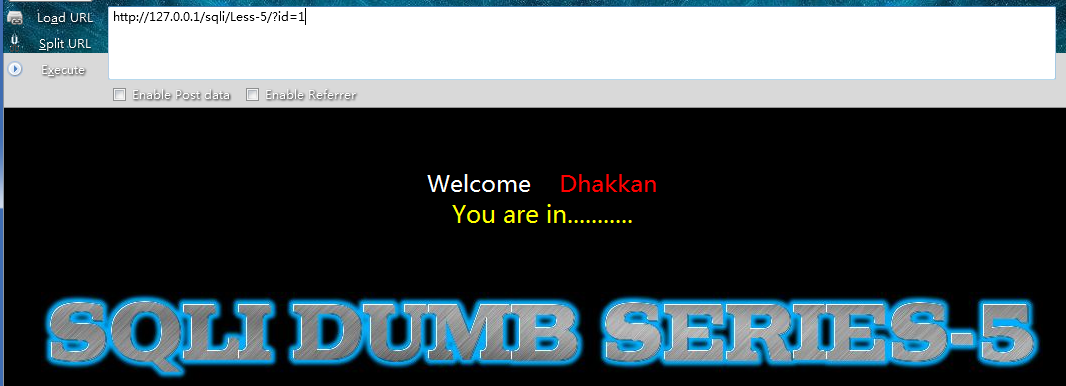 Load URL
http://127.0.0.1/sqli/Less-5/?id=1
Split URL
Execute
Enable Post data Enable Referrer
Welcome Dhakkan
You are in...........
SQLI DUMB SERIES-5